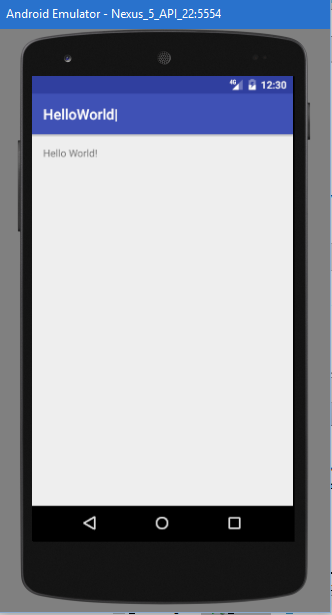 Android Emulator - Nexus_5_API_22:5554
4G 12:30
HelloWorld|
Hello World!